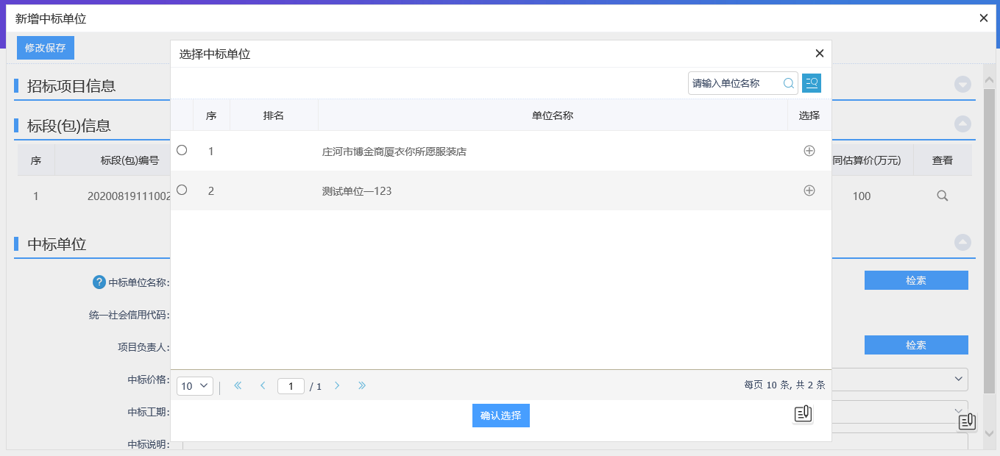 新增中标单位
修改保存
选择中标单位
请输入单位名称
招标项目信息
标段(包)信息
序 排名 单位名称 选择
1 庄河市博金商厦衣你所愿服装店
2 测试单位—123
序 标段(包)编号 同估算价(万元) 查看
1 20200819111002 100
中标单位
? 中标单位名称: 检索
统一社会信用代码:
项目负责人: 检索
中标价格:
中标工期:
中标说明:
10 1 / 1 每页 10 条, 共 2 条
确认选择